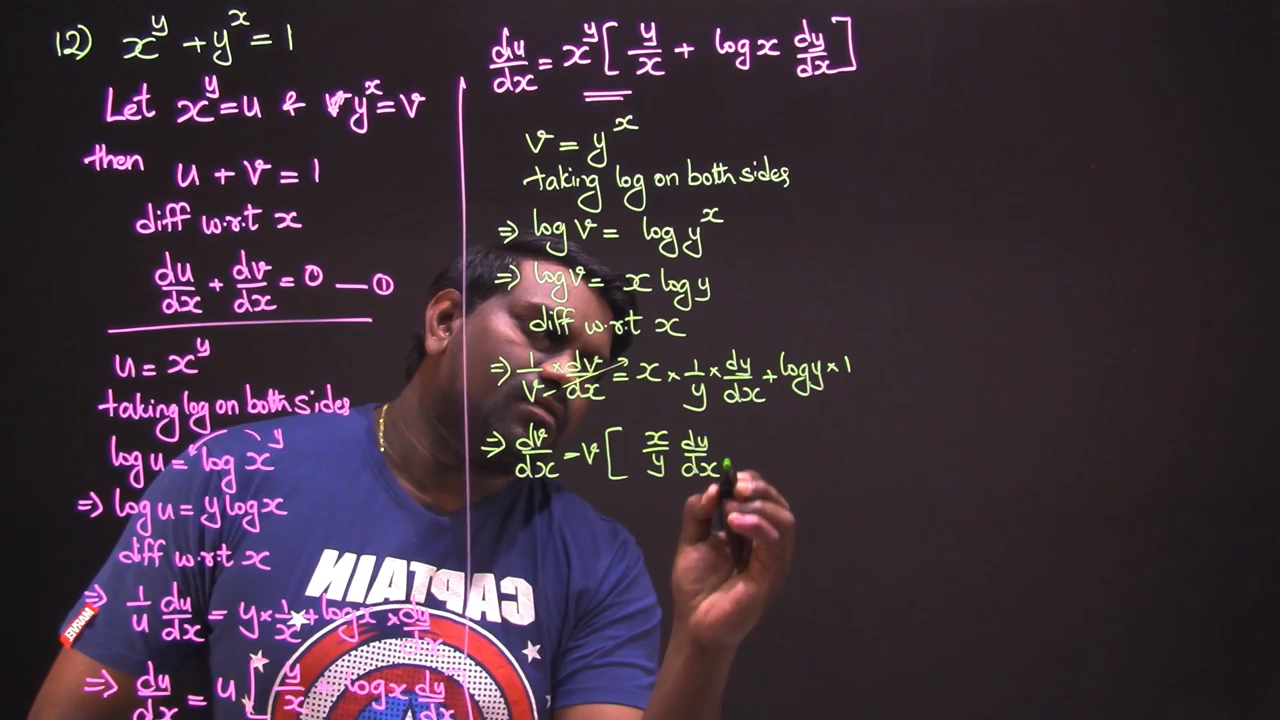 12) x^y + y^x = 1
Let x^y = u & y^x = v
then u + v = 1
diff w.r.t x
du/dx + dv/dx = 0 — ①
u = x^y
taking log on both sides
log u = log x^y
⇒ log u = y log x
diff w.r.t x
⇒ 1/u du/dx = y × 1/x + log x × dy/dx
⇒ du/dx = u [ y/x + log x dy/dx
du/dx = x^y [ y/x + log x dy/dx ]
v = y^x
taking log on both sides
⇒ log v = log y^x
⇒ log v = x log y
diff w.r.t x
⇒ 1/v × dv/dx = x × 1/y × dy/dx + log y × 1
⇒ dv/dx = v [ x/y dy/dx
CAPTAIN